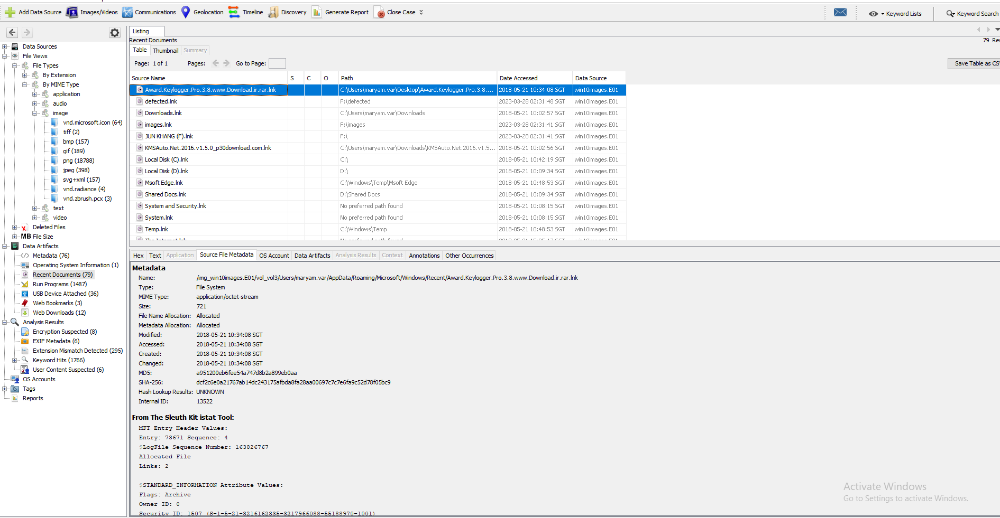 Add Data Source Images/Videos Communications Geolocation Timeline Discovery Generate Report Close Case Keyword Lists Keyword Search
Listing
Recent Documents 79 Res
Table Thumbnail Summary
Page: 1 of 1 Pages: Go to Page: Save Table as CSV
Source Name S C O Path Date Accessed Data Source
Award.Keylogger.Pro.3.8.www.Download.ir.rar.lnk C:\Users\maryam.var\Desktop\Award.Keylogger.Pro.3.8.... 2018-05-21 10:34:08 SGT win10images.E01
defected.lnk F:\defected 2023-03-28 02:31:48 SGT win10images.E01
Downloads.lnk C:\Users\maryam.var\Downloads 2018-05-21 10:02:57 SGT win10images.E01
images.lnk F:\images 2023-03-28 02:31:41 SGT win10images.E01
JUN KHANG (F).lnk F:\ 2023-03-28 02:31:41 SGT win10images.E01
KMSAuto.Net.2016.v1.5.0_p30download.com.lnk C:\Users\maryam.var\Downloads\KMSAuto.Net.2016.v1.5... 2018-05-21 10:02:56 SGT win10images.E01
Local Disk (C).lnk C:\ 2018-05-21 10:42:19 SGT win10images.E01
Local Disk (D).lnk D:\ 2018-05-21 10:09:34 SGT win10images.E01
Msoft Edge.lnk C:\Windows\Temp\Msoft Edge 2018-05-21 10:48:53 SGT win10images.E01
Shared Docs.lnk D:\Shared Docs 2018-05-21 10:09:34 SGT win10images.E01
System and Security.lnk No preferred path found 2018-05-21 10:08:15 SGT win10images.E01
System.lnk No preferred path found 2018-05-21 10:08:15 SGT win10images.E01
Temp.lnk C:\Windows\Temp 2018-05-21 10:48:53 SGT win10images.E01
Data Sources
File Views
File Types
By Extension
By MIME Type
application
audio
image
vnd.microsoft.icon (64)
tiff (2)
bmp (157)
gif (189)
png (18788)
jpeg (398)
svg+xml (157)
vnd.radiance (4)
vnd.zbrush.pcx (3)
text
video
Deleted Files
MB File Size
Data Artifacts
Metadata (76)
Operating System Information (1)
Recent Documents (79)
Run Programs (1487)
USB Device Attached (36)
Web Bookmarks (3)
Web Downloads (12)
Analysis Results
Encryption Suspected (8)
EXIF Metadata (6)
Extension Mismatch Detected (295)
Keyword Hits (1766)
User Content Suspected (6)
OS Accounts
Tags
Reports
Hex Text Application Source File Metadata OS Account Data Artifacts Analysis Results Context Annotations Other Occurrences
Metadata
Name: /img_win10images.E01/vol_vol3/Users/maryam.var/AppData/Roaming/Microsoft/Windows/Recent/Award.Keylogger.Pro.3.8.www.Download.ir.rar.lnk
Type: File System
MIME Type: application/octet-stream
Size: 721
File Name Allocation: Allocated
Metadata Allocation: Allocated
Modified: 2018-05-21 10:34:08 SGT
Accessed: 2018-05-21 10:34:08 SGT
Created: 2018-05-21 10:34:08 SGT
Changed: 2018-05-21 10:34:08 SGT
MD5: a951200eb6fee54a747d8b2a899eb0aa
SHA-256: dcf2c6e0a21767ab14dc243175afbda8fa28aa00697c7c7e6fa9c52d78f05bc9
Hash Lookup Results: UNKNOWN
Internal ID: 13522
From The Sleuth Kit istat Tool:
MFT Entry Header Values:
Entry: 73671 Sequence: 4
$LogFile Sequence Number: 163826767
Allocated File
Links: 2
$STANDARD_INFORMATION Attribute Values:
Flags: Archive
Owner ID: 0
Security ID: 1507 (S-1-5-21-3216162335-3217966088-55188970-1001)
Activate Windows
Go to Settings to activate Windows.